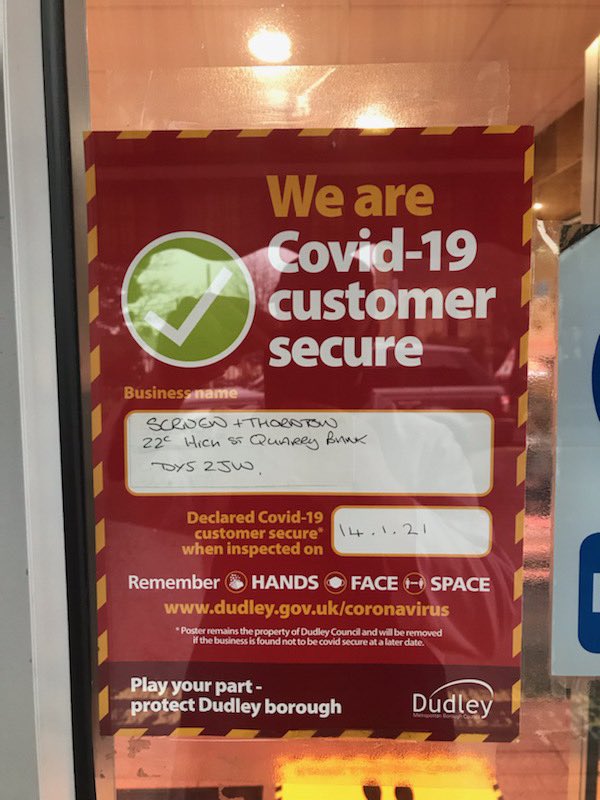 We are
Covid-19
customer
secure
Business name
SCRIVEN + THORNTON
22c HIGH ST QUARRY BANK
DY5 2JW.
Declared Covid-19
customer secure*
when inspected on
14.1.21
Remember HANDS FACE SPACE
www.dudley.gov.uk/coronavirus
* Poster remains the property of Dudley Council and will be removed
if the business is found not to be covid secure at a later date.
Play your part -
protect Dudley borough
Dudley
Metropolitan Borough Council